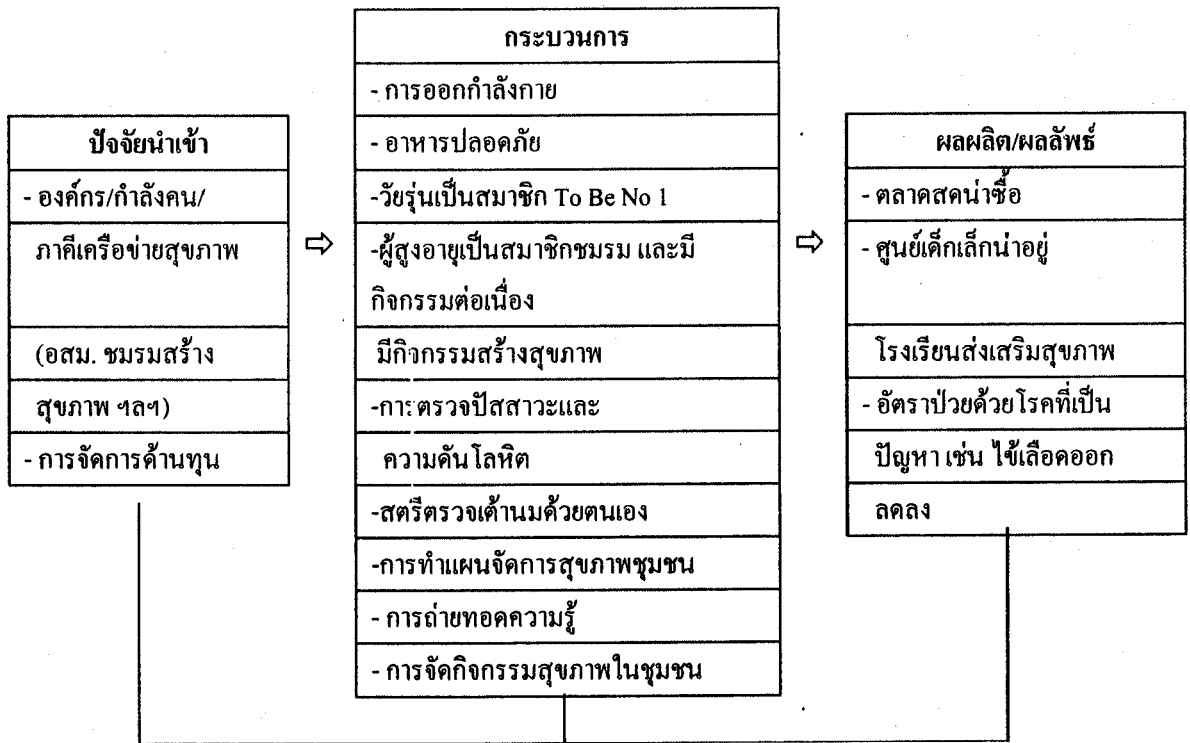 ปัจจัยนำเข้า
- องค์กร/กำลังคน/
ภาคีเครือข่ายสุขภาพ
(อสม. ชมรมสร้าง
สุขภาพ ฯลฯ)
- การจัดการด้านทุน
⇨
กระบวนการ
- การออกกำลังกาย
- อาหารปลอดภัย
-วัยรุ่นเป็นสมาชิก To Be No 1
-ผู้สูงอายุเป็นสมาชิกชมรม และมี
กิจกรรมต่อเนื่อง
มีกิจกรรมสร้างสุขภาพ
-การตรวจปัสสาวะและ
ความดันโลหิต
-สตรีตรวจเต้านมด้วยตนเอง
-การทำแผนจัดการสุขภาพชุมชน
- การถ่ายทอดความรู้
- การจัดกิจกรรมสุขภาพในชุมชน
⇨
ผลผลิต/ผลลัพธ์
- ตลาดสดน่าซื้อ
- ศูนย์เด็กเล็กน่าอยู่
โรงเรียนส่งเสริมสุขภาพ
- อัตราป่วยด้วยโรคที่เป็น
ปัญหา เช่น ไข้เลือดออก
ลดลง